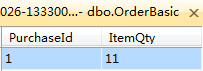 026-133300...- dbo.OrderBasic
PurchaseId ItemQty
1 11